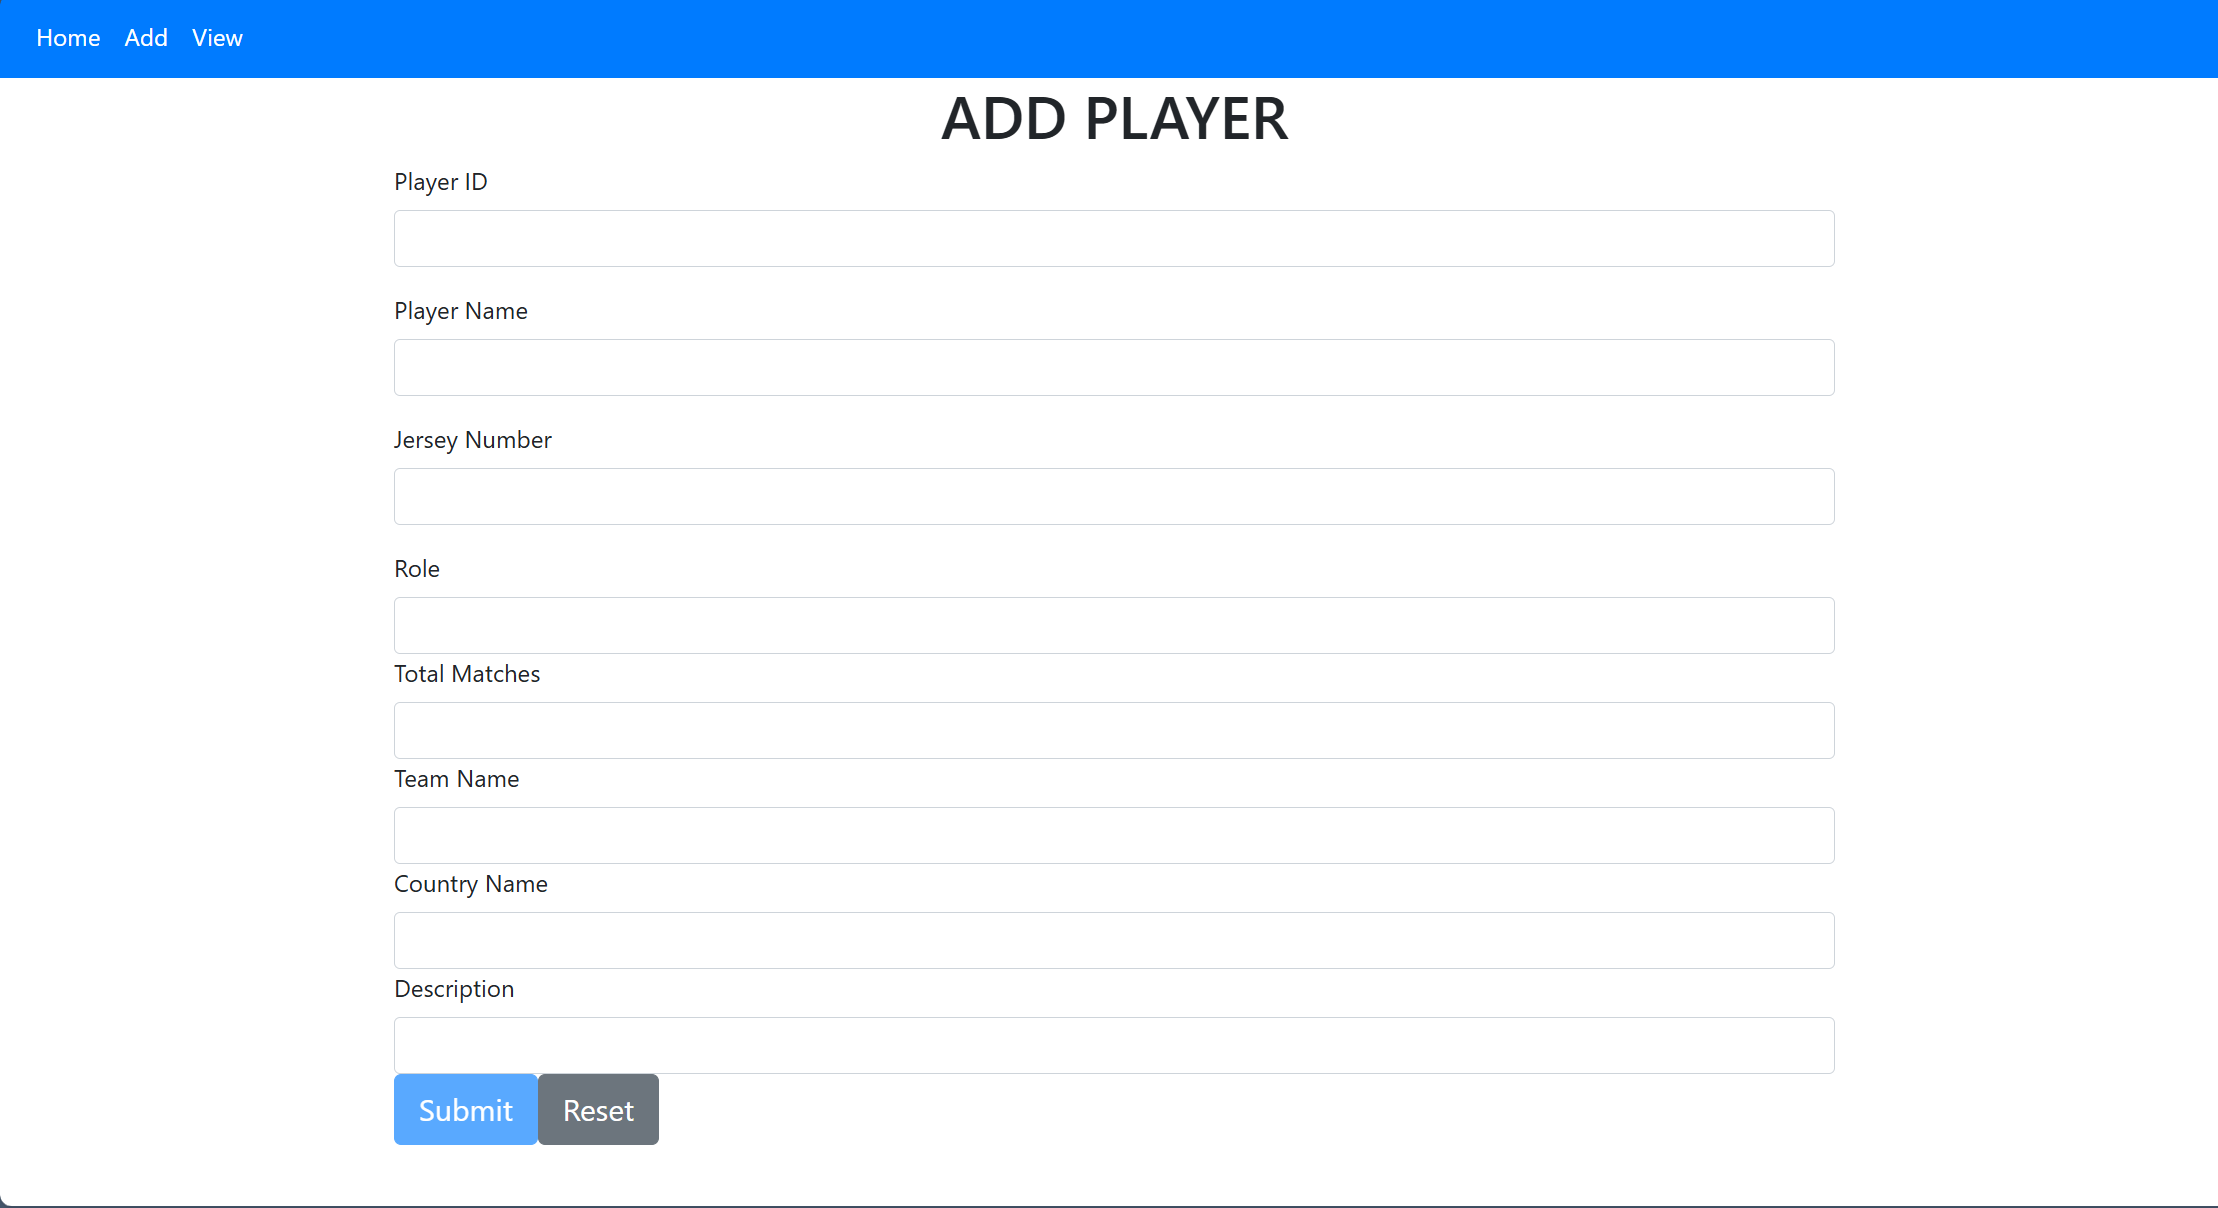 Home Add View
ADD PLAYER
Player ID
Player Name
Jersey Number
Role
Total Matches
Team Name
Country Name
Description
Submit Reset